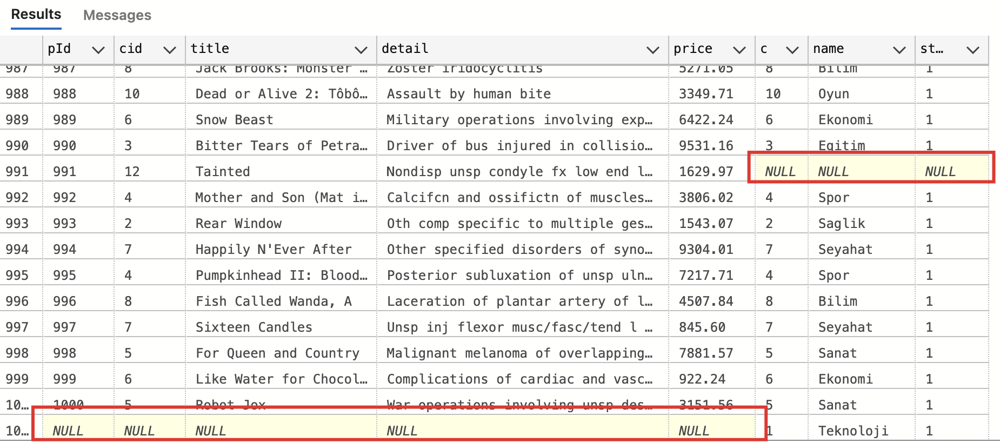 Results Messages
pId cid title detail price c name st…
987 987 8 Jack Brooks: Monster … Zoster iridocyclitis 5271.05 8 Bilim 1
988 988 10 Dead or Alive 2: Tôbô… Assault by human bite 3349.71 10 Oyun 1
989 989 6 Snow Beast Military operations involving exp… 6422.24 6 Ekonomi 1
990 990 3 Bitter Tears of Petra… Driver of bus injured in collisio… 9531.16 3 Egitim 1
991 991 12 Tainted Nondisp unsp condyle fx low end l… 1629.97 NULL NULL NULL
992 992 4 Mother and Son (Mat i… Calcifcn and ossifictn of muscles… 3806.02 4 Spor 1
993 993 2 Rear Window Oth comp specific to multiple ges… 1543.07 2 Saglik 1
994 994 7 Happily N'Ever After Other specified disorders of syno… 9304.01 7 Seyahat 1
995 995 4 Pumpkinhead II: Blood… Posterior subluxation of unsp uln… 7217.71 4 Spor 1
996 996 8 Fish Called Wanda, A Laceration of plantar artery of l… 4507.84 8 Bilim 1
997 997 7 Sixteen Candles Unsp inj flexor musc/fasc/tend l … 845.60 7 Seyahat 1
998 998 5 For Queen and Country Malignant melanoma of overlapping… 7881.57 5 Sanat 1
999 999 6 Like Water for Chocol… Complications of cardiac and vasc… 922.24 6 Ekonomi 1
10… 1000 5 Robot Jox War operations involving unsp des… 3151.56 5 Sanat 1
10… NULL NULL NULL NULL NULL 1 Teknoloji 1